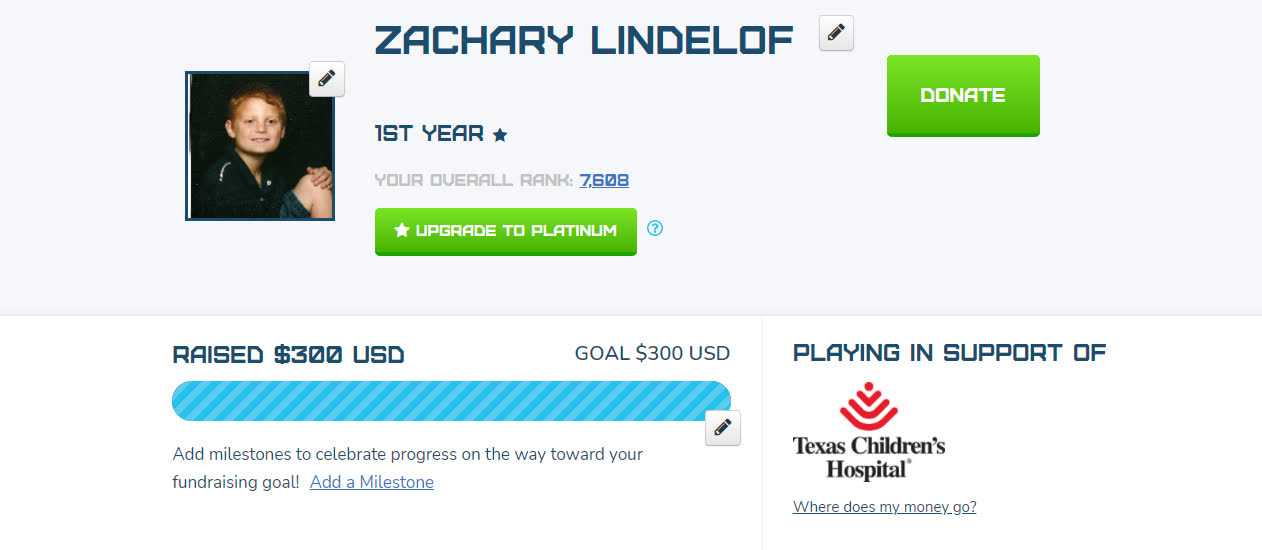 ZACHARY LINDELOF
DONATE
1ST YEAR
YOUR OVERALL RANK: 7,608
UPGRADE TO PLATINUM
?
RAISED $300 USD
GOAL $300 USD
Add milestones to celebrate progress on the way toward your
fundraising goal! Add a Milestone
PLAYING IN SUPPORT OF
Texas Children's
Hospital®
Where does my money go?